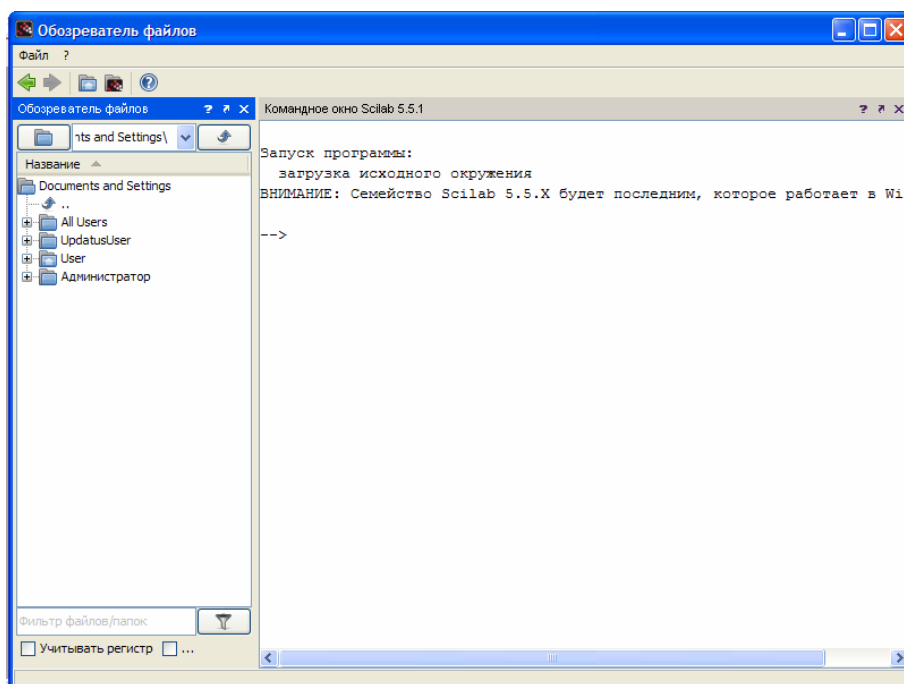 Обозреватель файлов
Файл ?
Обозреватель файлов
nts and Settings\
Название
Documents and Settings
..
All Users
UpdatusUser
User
Администратор
Фильтр файлов/папок
Учитывать регистр ...
Командное окно Scilab 5.5.1
Запуск программы:
загрузка исходного окружения
ВНИМАНИЕ: Семейство Scilab 5.5.X будет последним, которое работает в Wi
-->